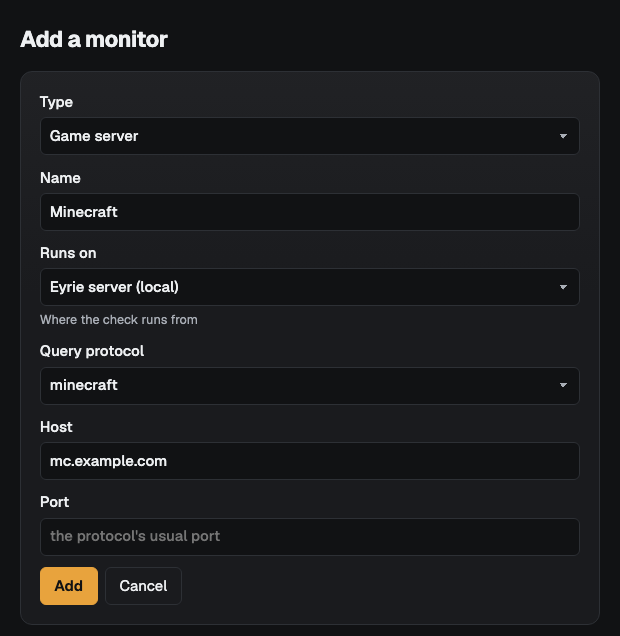 Add a monitor
Type
Game server
Name
Minecraft
Runs on
Eyrie server (local)
Where the check runs from
Query protocol
minecraft
Host
mc.example.com
Port
the protocol's usual port
Add
Cancel